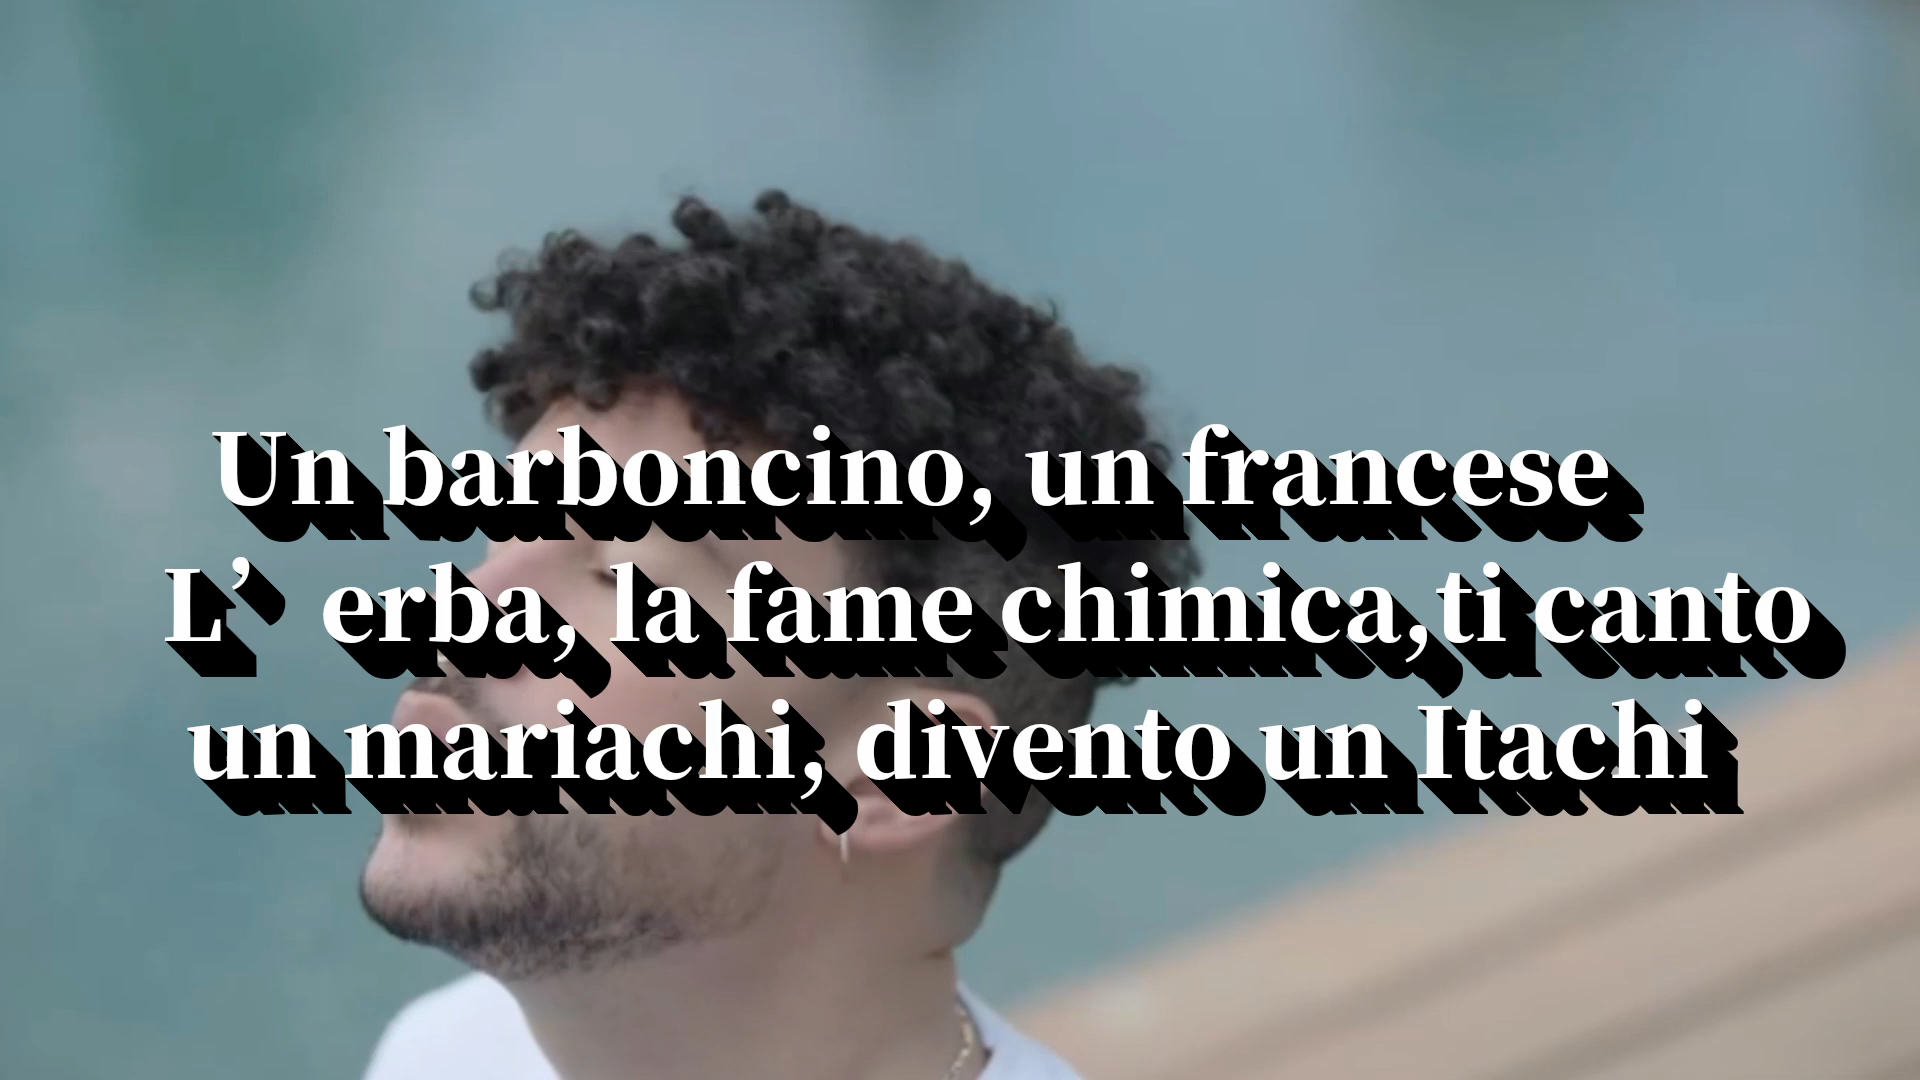 Un barboncino, un francese
L’erba, la fame chimica,ti canto
un mariachi, divento un Itachi